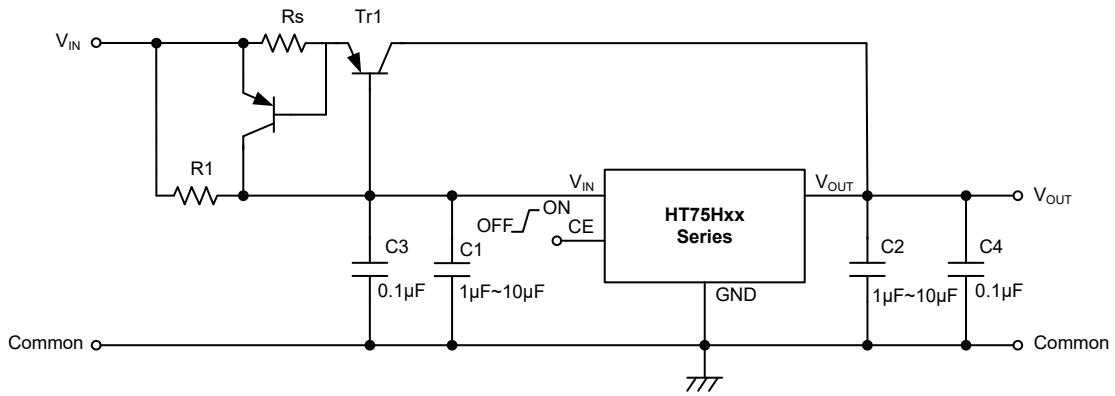 Rs
Tr1
VIN
R1
VIN
VOUT
VOUT
OFF
ON
CE
HT75Hxx
Series
C3
0.1µF
C1
1µF~10µF
GND
C2
1µF~10µF
C4
0.1µF
Common
Common